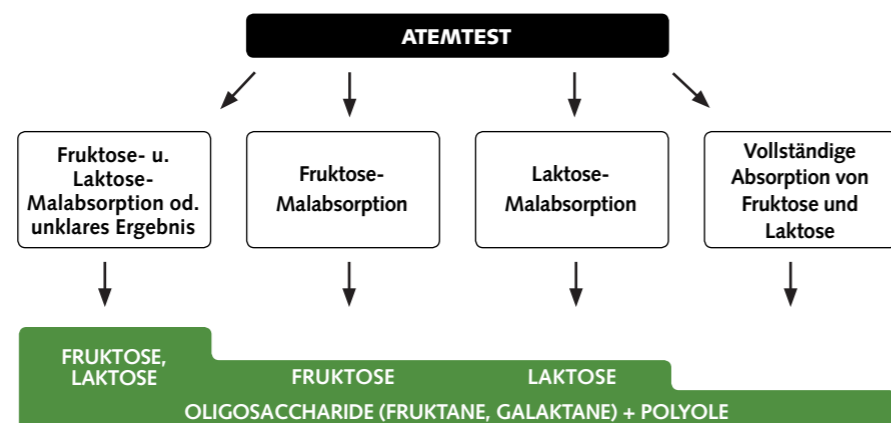 ATEMTEST
Fruktose- u.
Laktose-
Malabsorption od.
unklares Ergebnis
Fruktose-
Malabsorption
Laktose-
Malabsorption
Vollständige
Absorption von
Fruktose und
Laktose
FRUKTOSE,
LAKTOSE
FRUKTOSE
LAKTOSE
OLIGOSACCHARIDE (FRUKTANE, GALAKTANE) + POLYOLE